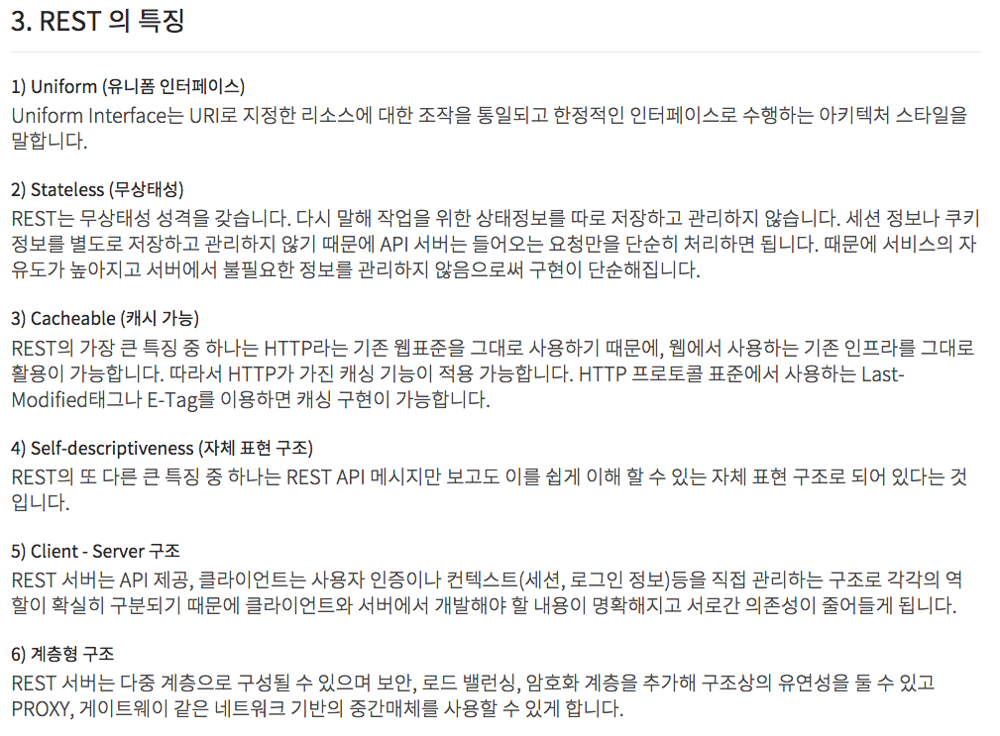 3. REST 의 특징
1) Uniform (유니폼 인터페이스)
Uniform Interface는 URI로 지정한 리소스에 대한 조작을 통일되고 한정적인 인터페이스로 수행하는 아키텍처 스타일을
말합니다.
2) Stateless (무상태성)
REST는 무상태성 성격을 갖습니다. 다시 말해 작업을 위한 상태정보를 따로 저장하고 관리하지 않습니다. 세션 정보나 쿠키
정보를 별도로 저장하고 관리하지 않기 때문에 API 서버는 들어오는 요청만을 단순히 처리하면 됩니다. 때문에 서비스의 자
유도가 높아지고 서버에서 불필요한 정보를 관리하지 않음으로써 구현이 단순해집니다.
3) Cacheable (캐시 가능)
REST의 가장 큰 특징 중 하나는 HTTP라는 기존 웹표준을 그대로 사용하기 때문에, 웹에서 사용하는 기존 인프라를 그대로
활용이 가능합니다. 따라서 HTTP가 가진 캐싱 기능이 적용 가능합니다. HTTP 프로토콜 표준에서 사용하는 Last-
Modified태그나 E-Tag를 이용하면 캐싱 구현이 가능합니다.
4) Self-descriptiveness (자체 표현 구조)
REST의 또 다른 큰 특징 중 하나는 REST API 메시지만 보고도 이를 쉽게 이해 할 수 있는 자체 표현 구조로 되어 있다는 것
입니다.
5) Client - Server 구조
REST 서버는 API 제공, 클라이언트는 사용자 인증이나 컨텍스트(세션, 로그인 정보)등을 직접 관리하는 구조로 각각의 역
할이 확실히 구분되기 때문에 클라이언트와 서버에서 개발해야 할 내용이 명확해지고 서로간 의존성이 줄어들게 됩니다.
6) 계층형 구조
REST 서버는 다중 계층으로 구성될 수 있으며 보안, 로드 밸런싱, 암호화 계층을 추가해 구조상의 유연성을 둘 수 있고
PROXY, 게이트웨이 같은 네트워크 기반의 중간매체를 사용할 수 있게 합니다.